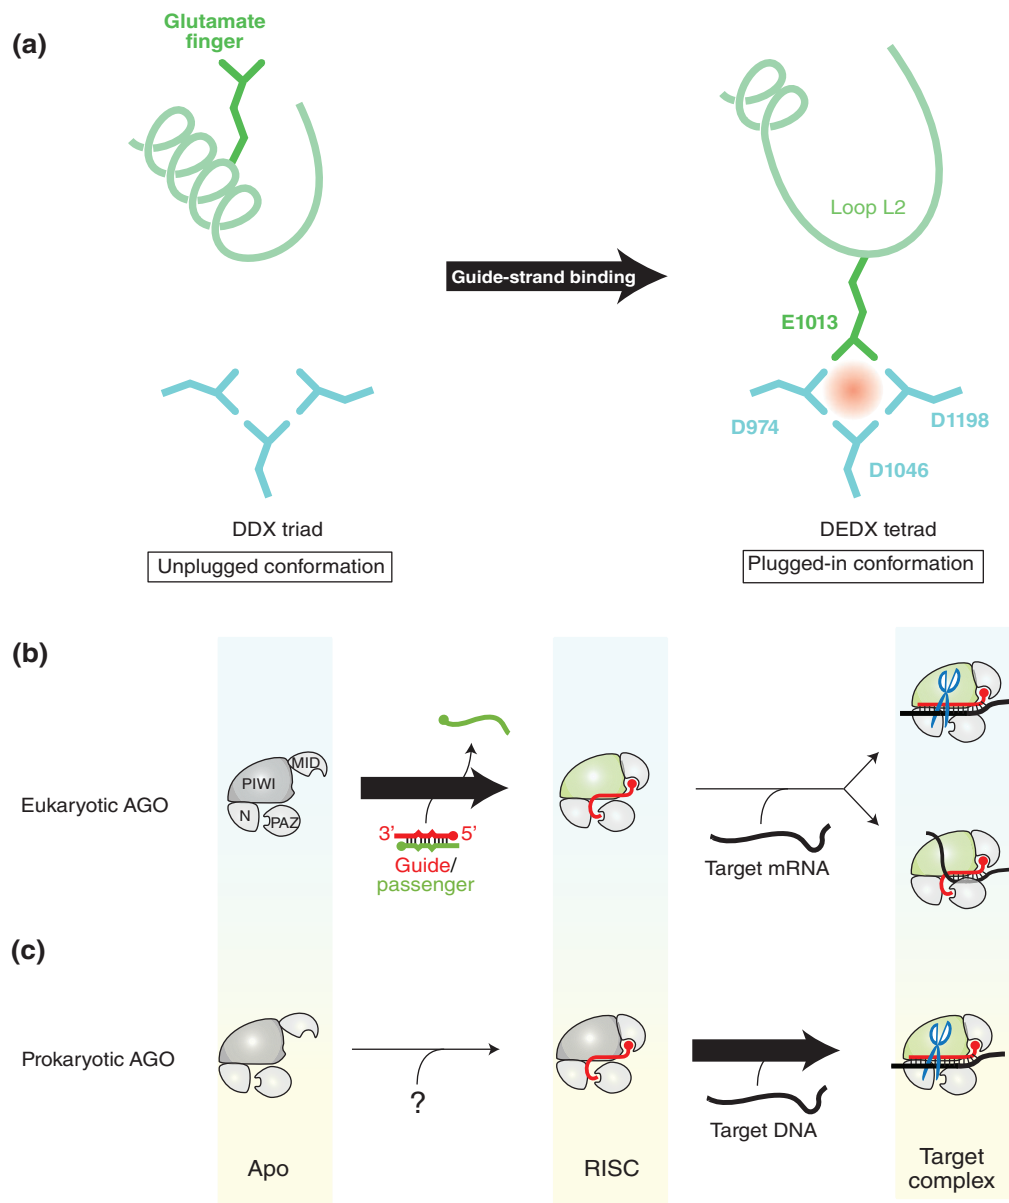 (a)
Glutamate
finger
Loop L2
Guide-strand binding
E1013
D974
D1198
D1046
DDX triad
DEDX tetrad
Unplugged conformation
Plugged-in conformation
(b)
Eukaryotic AGO
PIWI
MID
N
PAZ
3’ 5’
Guide/
passenger
Target mRNA
(c)
Prokaryotic AGO
?
Target DNA
Apo
RISC
Target
complex